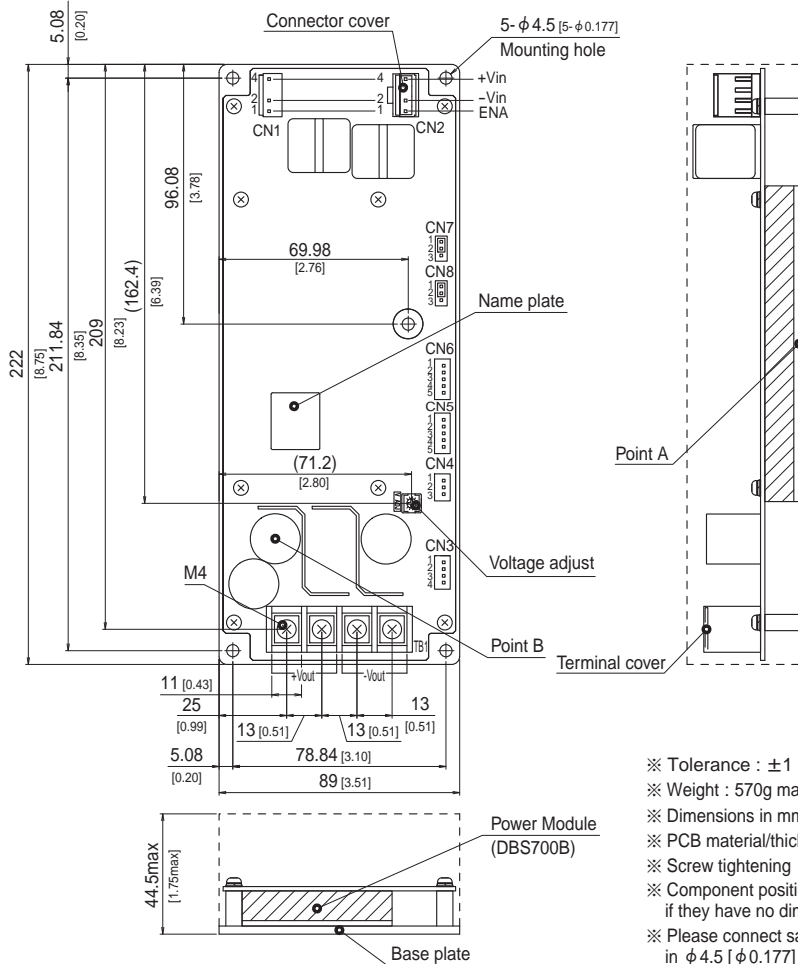 Connector cover
5-φ4.5 [5-φ0.177]
Mounting hole
5.08
[0.20]
4
2
1
CN1
4
2
1
CN2
+Vin
−Vin
ENA
96.08
[3.78]
(162.4)
[6.39]
69.98
[2.76]
CN7
1
2
3
CN8
1
2
3
Name plate
222
[8.75]
211.84
[8.35]
209
[8.23]
CN6
1
2
3
4
5
CN5
1
2
3
4
5
(71.2)
[2.80]
CN4
1
2
3
Point A
Voltage adjust
CN3
1
2
3
4
M4
Point B
TB1
Terminal cover
+Vout
-Vout
11 [0.43]
25
[0.99]
13 [0.51]
13 [0.51]
13
[0.51]
5.08
[0.20]
78.84 [3.10]
89 [3.51]
※ Tolerance : ±1
※ Weight : 570g
※ Dimensions in
※ PCB
※ Screw tightening
※ Component
if they have no
※ Please connect
in φ4.5 [φ0.177]
44.5max
[1.75max]
Power Module
(DBS700B)
Base plate